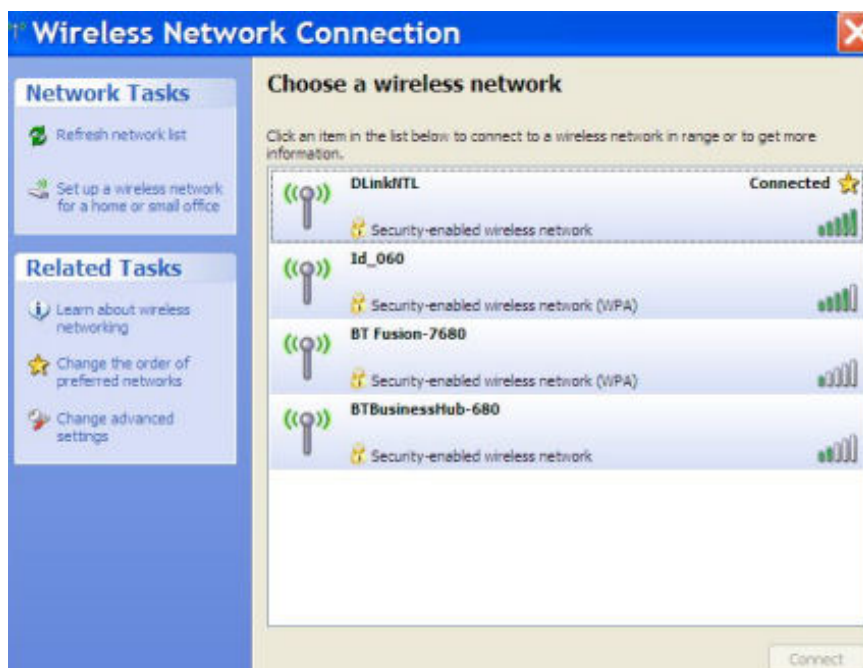 Wireless Network Connection
Network Tasks
Refresh network list
Set up a wireless network
for a home or small office
Related Tasks
Learn about wireless
networking
Change the order of
preferred networks
Change advanced
settings
Choose a wireless network
Click an item in the list below to connect to a wireless network in range or to get more
information.
DLinkNTL Connected
Security-enabled wireless network
Id_060
Security-enabled wireless network (WPA)
BT Fusion-7680
Security-enabled wireless network (WPA)
BTBusinessHub-680
Security-enabled wireless network
Connect